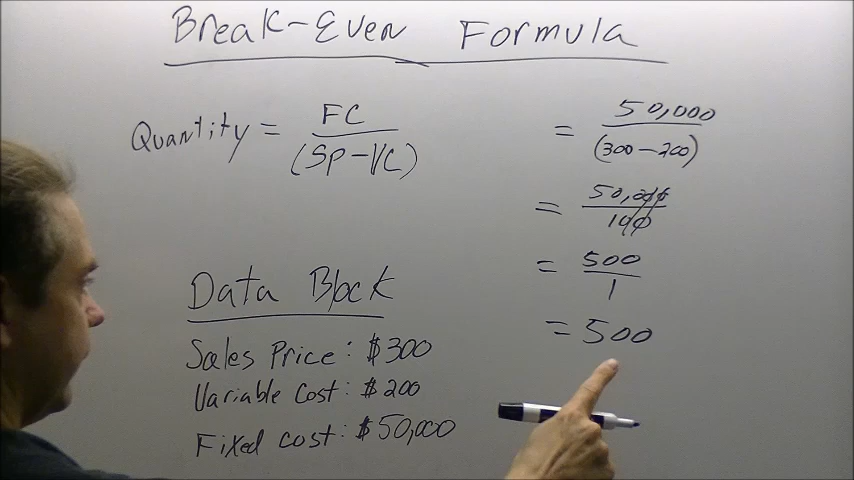 Break-Even Formula
Quantity = FC / (SP-VC)
= 50,000 / (300-200)
= 50,000 / 100
= 500 / 1
= 500
Data Block
Sales Price: $300
Variable Cost: $200
Fixed cost: $50,000